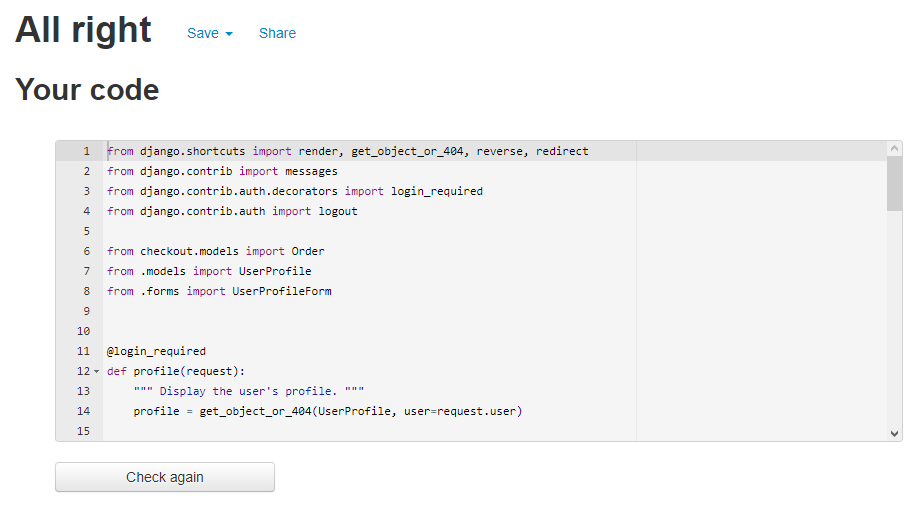 All right Save Share
Your code
1 from django.shortcuts import render, get_object_or_404, reverse, redirect
2 from django.contrib import messages
3 from django.contrib.auth.decorators import login_required
4 from django.contrib.auth import logout
5
6 from checkout.models import Order
7 from .models import UserProfile
8 from .forms import UserProfileForm
9
10
11 @login_required
12 def profile(request):
13     """ Display the user's profile. """
14     profile = get_object_or_404(UserProfile, user=request.user)
15
Check again